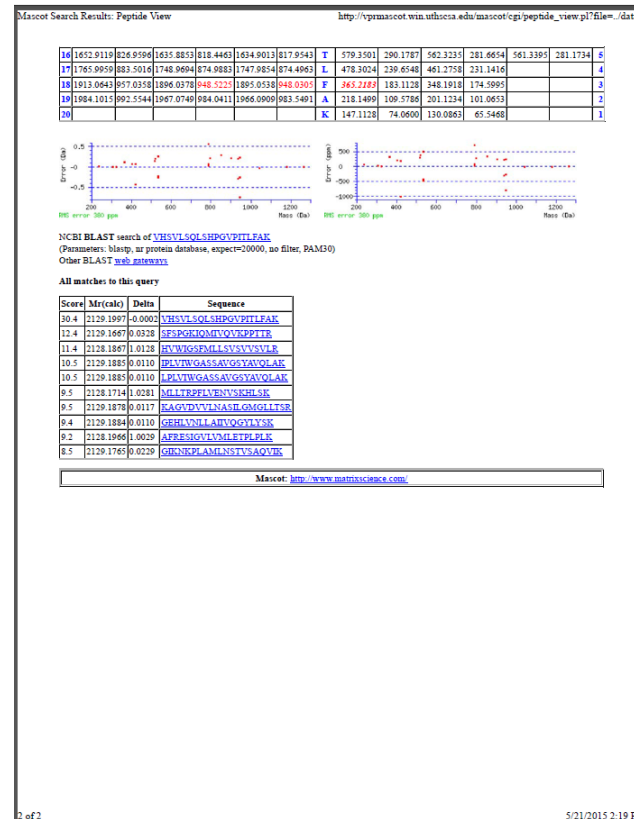 Mascot Search Results: Peptide View http://vprmascot.win.uthscsa.edu/mascot/cgi/peptide_view.pl?file=../dat
16 1652.9119 826.9596 1635.8853 818.4463 1634.9013 817.9543 T 579.3501 290.1787 562.3235 281.6654 561.3395 281.1734 5
17 1765.9959 883.5016 1748.9694 874.9883 1747.9854 874.4963 L 478.3024 239.6548 461.2758 231.1416 4
18 1913.0643 957.0358 1896.0378 948.5225 1895.0538 948.0305 F 365.2183 183.1128 348.1918 174.5995 3
19 1984.1015 992.5544 1967.0749 984.0411 1966.0909 983.5491 A 218.1499 109.5786 201.1234 101.0653 2
20 K 147.1128 74.0600 130.0863 65.5468 1
Error (Da) 0.5 -0 -0.5
200 400 600 800 1000 1200
RMS error 380 ppm Mass (Da)
Error (ppm) 500 0 -500 -1000
200 400 600 800 1000 1200
RMS error 380 ppm Mass (Da)
NCBI BLAST search of VHSVLSQLSHPGVPITLFAK
(Parameters: blastp, nr protein database, expect=20000, no filter, PAM30)
Other BLAST web gateways
All matches to this query
Score Mr(calc) Delta Sequence
30.4 2129.1997 -0.0002 VHSVLSQLSHPGVPITLFAK
12.4 2129.1667 0.0328 SFSPGKIQMIVQVKPPTTR
11.4 2128.1867 1.0128 HVWIGSFMLLSVSVVSVLR
10.5 2129.1885 0.0110 IPLVIWGASSAVGSYAVQLAK
10.5 2129.1885 0.0110 LPLVIWGASSAVGSYAVQLAK
9.5 2128.1714 1.0281 MLLTRPFLVENVSKHLSK
9.5 2129.1878 0.0117 KAGVDVVLNASILGMGLLTSR
9.4 2129.1884 0.0110 GEHLVNLLAIIVQGYLYSK
9.2 2128.1966 1.0029 AFRESIGVLVMLETPLPLK
8.5 2129.1765 0.0229 GIKNKPLAMLNSTVSAQVIK
Mascot: http://www.matrixscience.com/
2 of 2 5/21/2015 2:19 P